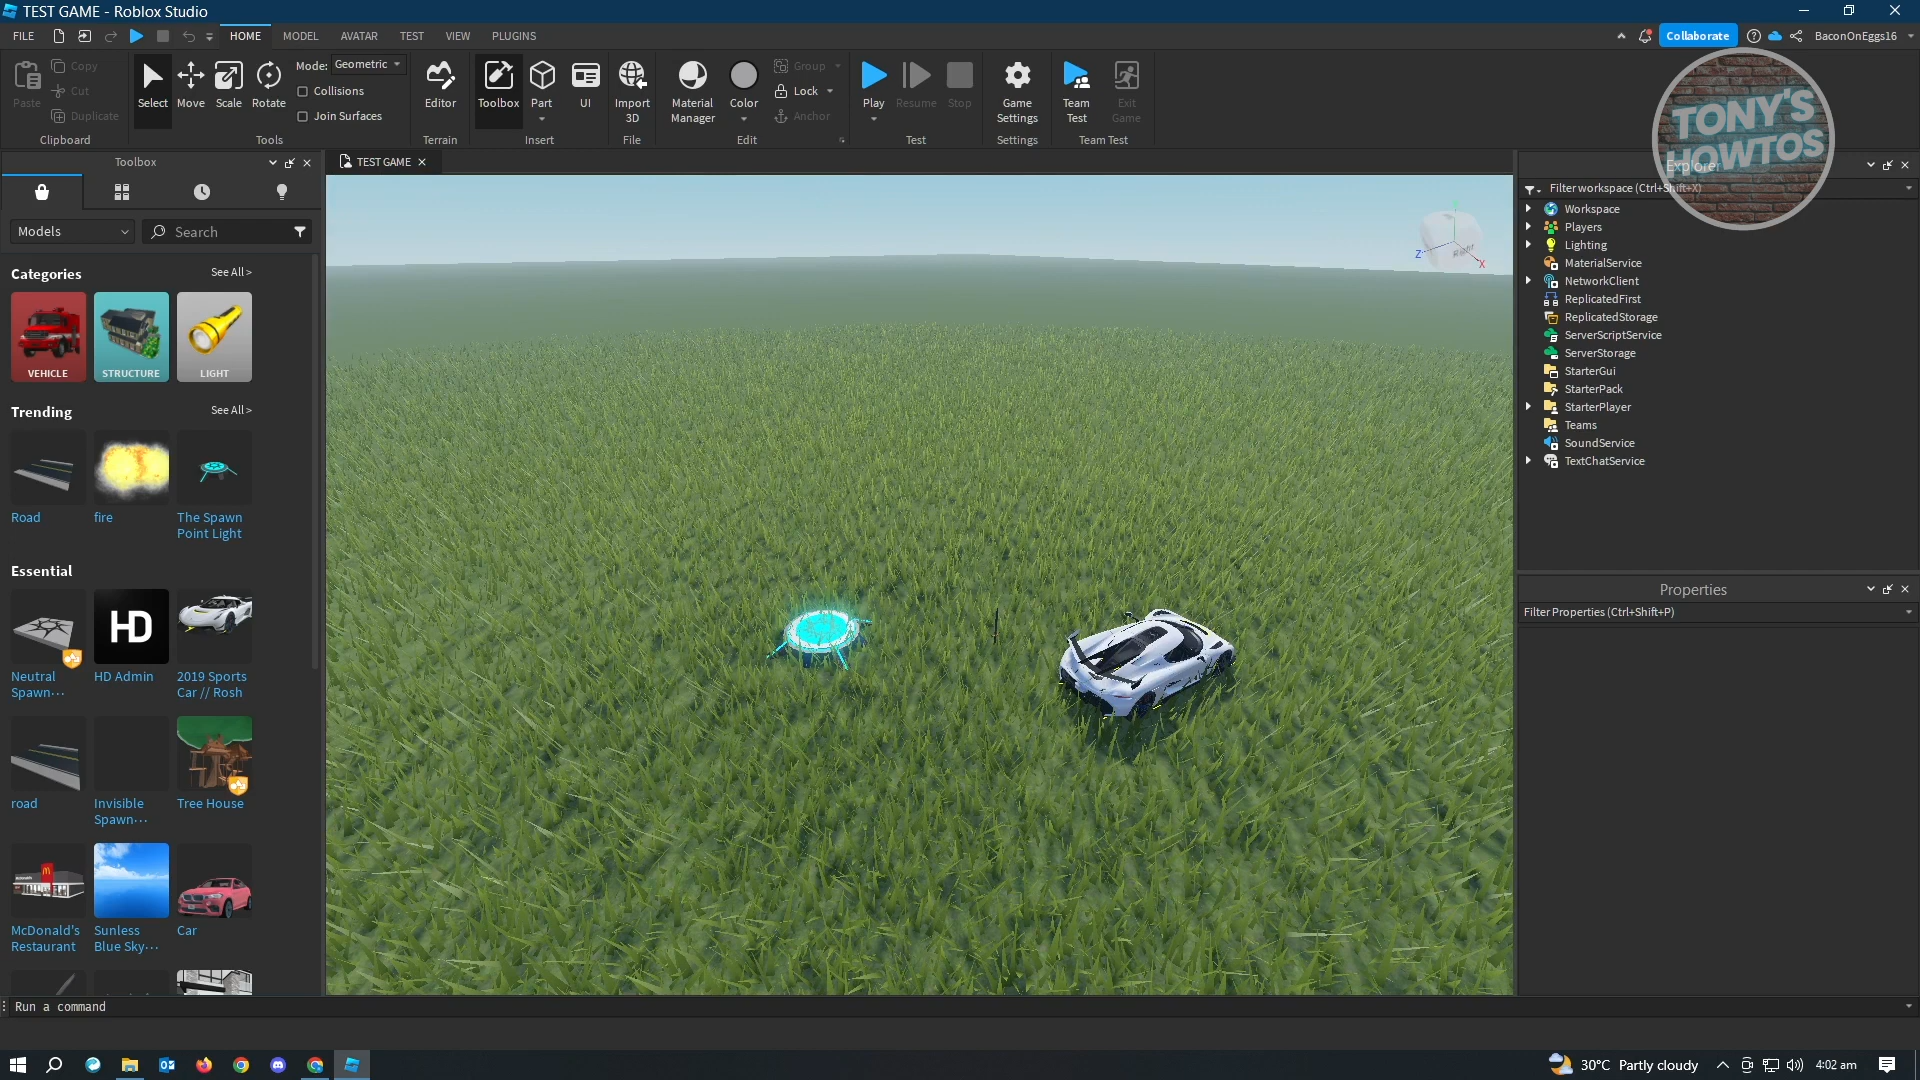 TEST GAME - Roblox Studio
FILE
HOME
MODEL
AVATAR
TEST
VIEW
PLUGINS
Collaborate
BaconOnEggs16
Paste
Copy
Cut
Duplicate
Clipboard
Select
Move
Scale
Rotate
Mode: Geometric
Collisions
Join Surfaces
Tools
Editor
Terrain
Toolbox
Part
UI
Insert
Import
3D
File
Material
Manager
Color
Group
Lock
Anchor
Edit
Play
Resume
Stop
Test
Game
Settings
Settings
Team
Test
Exit
Game
Team Test
TONY'S
HOWTOS
Toolbox
TEST GAME
Models
Search
Categories
See All >
VEHICLE
STRUCTURE
LIGHT
Trending
See All >
Road
fire
The Spawn
Point Light
Essential
HD
Neutral
Spawn...
HD Admin
2019 Sports
Car // Rosh
road
Invisible
Spawn...
Tree House
McDonald's
Restaurant
Sunless
Blue Sky...
Car
Z
X
Explorer
Filter workspace (Ctrl+Shift+X)
Workspace
Players
Lighting
MaterialService
NetworkClient
ReplicatedFirst
ReplicatedStorage
ServerScriptService
ServerStorage
StarterGui
StarterPack
StarterPlayer
Teams
SoundService
TextChatService
Properties
Filter Properties (Ctrl+Shift+P)
Run a command
30°C Partly cloudy
4:02 am